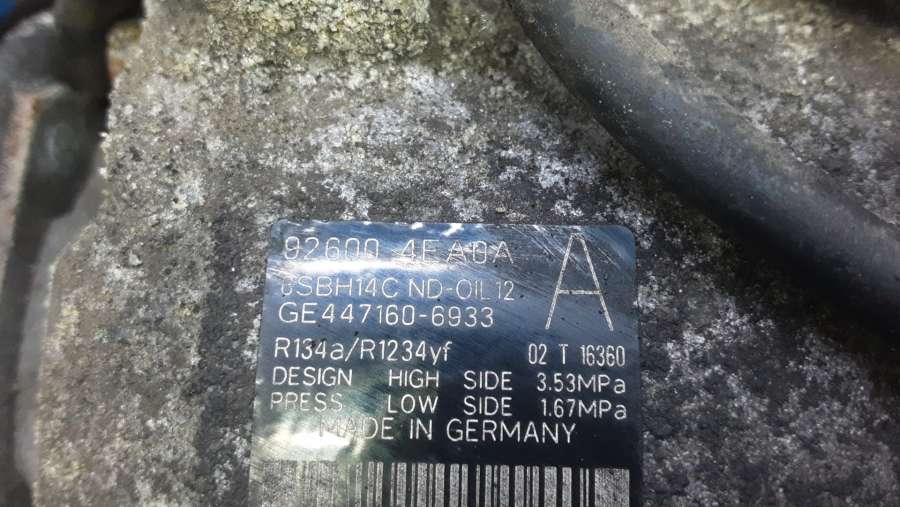 92600 4EA0A A
6SBH14C ND-OIL12
GE447160-6933
R134a/R1234yf 02 T 16360
DESIGN HIGH SIDE 3.53MPa
PRESS LOW SIDE 1.67MPa
MADE IN GERMANY